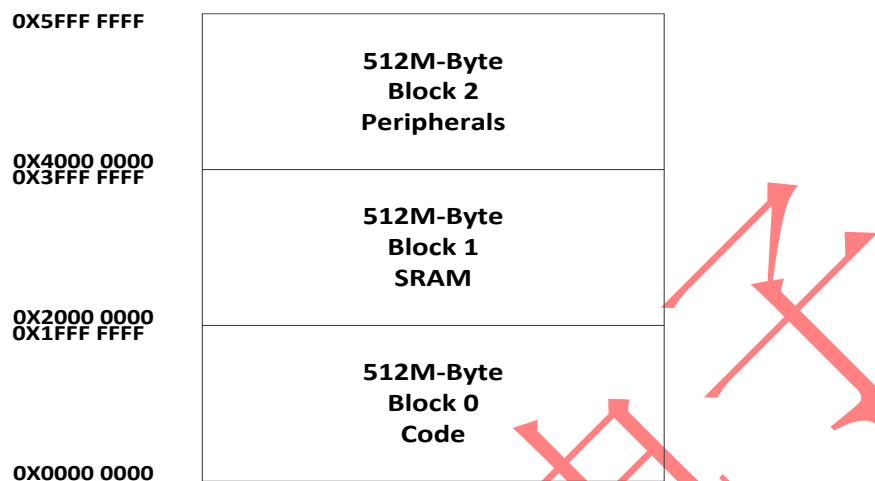 0X5FFF FFFF
512M-Byte
Block 2
Peripherals
0X4000 0000
0X3FFF FFFF
512M-Byte
Block 1
SRAM
0X2000 0000
0X1FFF FFFF
512M-Byte
Block 0
Code
0X0000 0000